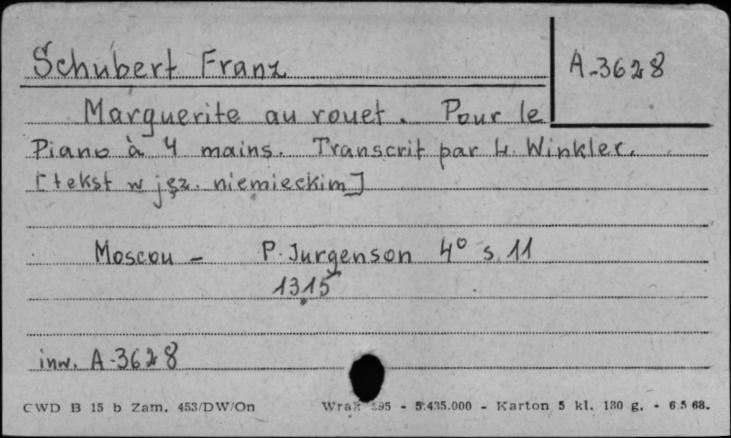 Schubert Franz
A-3628
Marguerite au rouet. Pour le
Piano à 4 mains. Transcrit par L. Winkler.
[tekst w jęz. niemieckim]
Moscou - P. Jurgenson 4° s. 11
1315
inw. A-3628
CWD B 15 b Zam. 453/DW/On Wrak 595 - 5.435.000 - Karton 5 kl. 180 g. - 6 5 68.